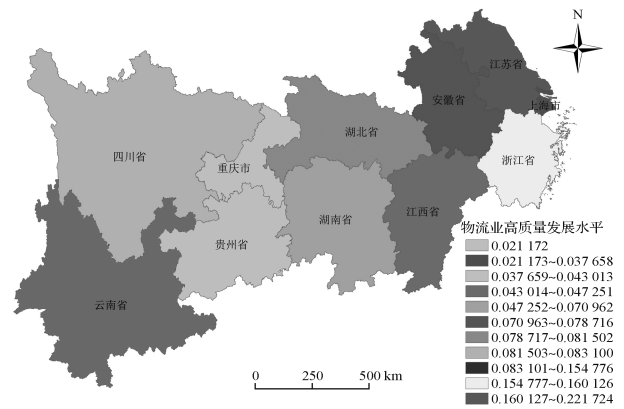 N
江苏省
安徽省
上海市
湖北省
四川省
重庆市
浙江省
江西省
湖南省
贵州省
云南省
物流业高质量发展水平
0.021 172
0.021 173~0.037 658
0.037 659~0.043 013
0.043 014~0.047 251
0.047 252~0.070 962
0.070 963~0.078 716
0.078 717~0.081 502
0.081 503~0.083 100
0.083 101~0.154 776
0.154 777~0.160 126
0.160 127~0.221 724
0 250 500 km